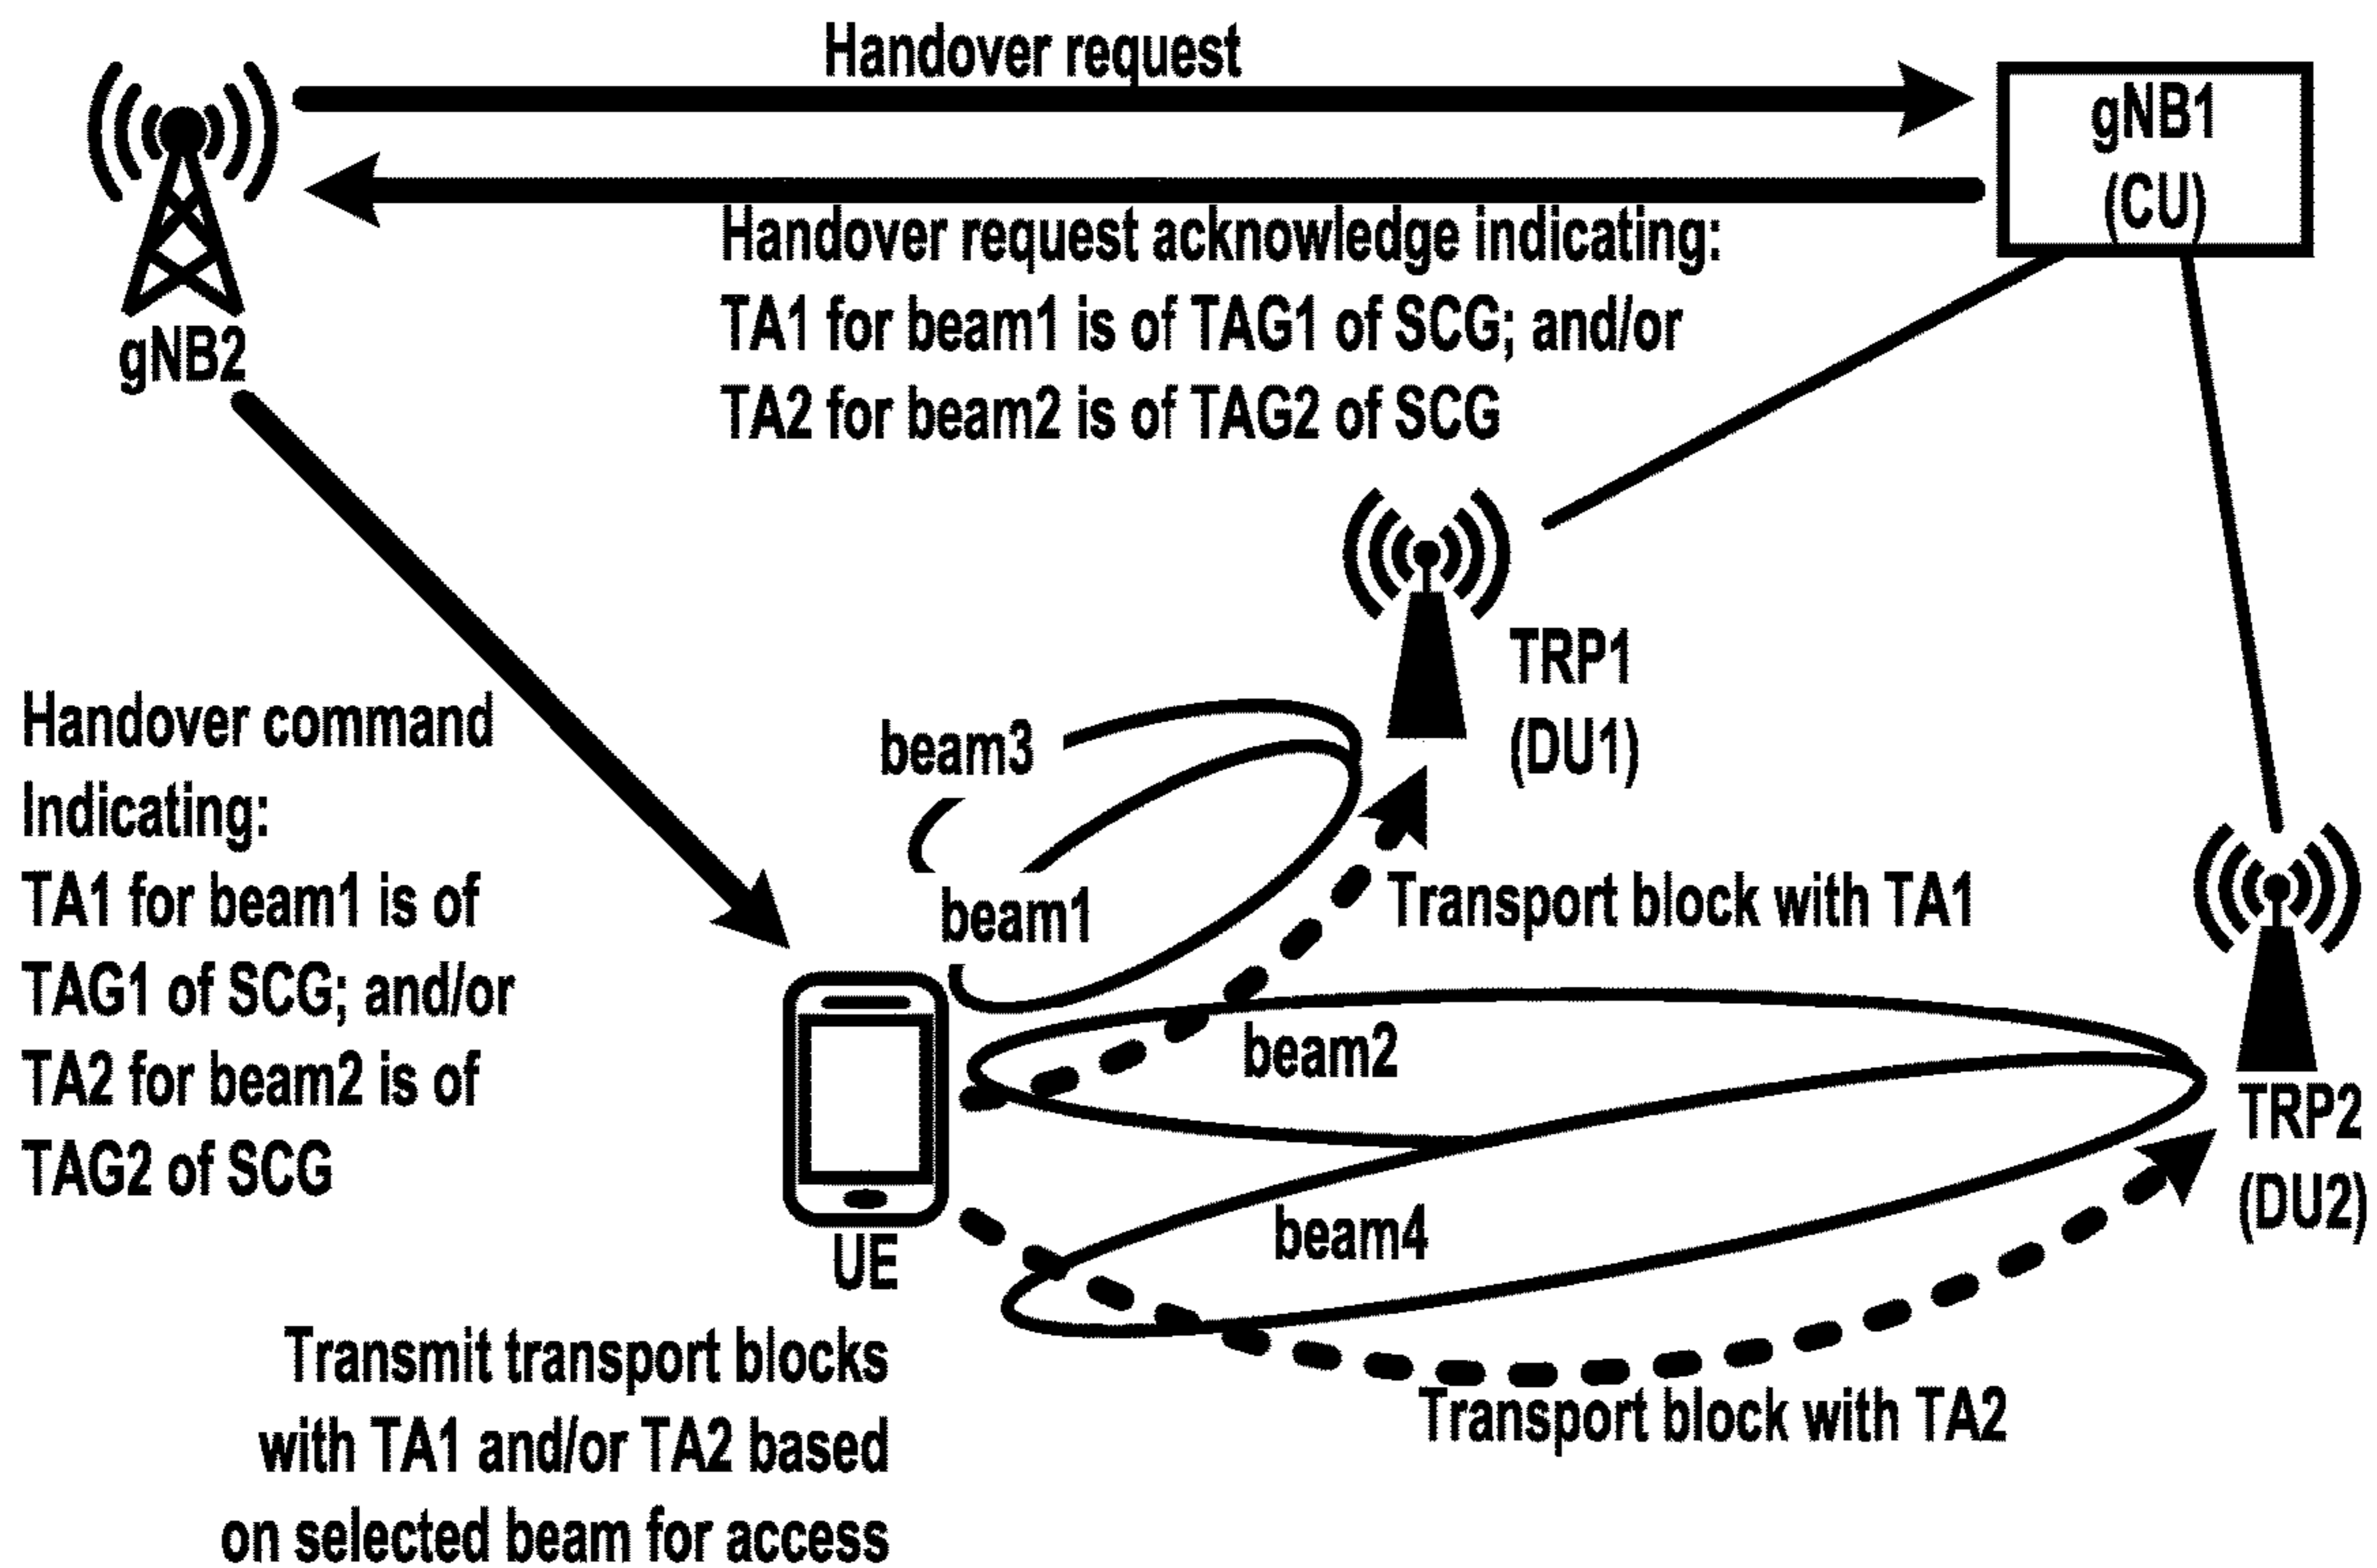 Handover request
gNB1
(CU)
Handover request acknowledge indicating:
TA1 for beam1 is of TAG1 of SCG; and/or
TA2 for beam2 is of TAG2 of SCG
gNB2
Handover command
Indicating:
TA1 for beam1 is of
TAG1 of SCG; and/or
TA2 for beam2 is of
TAG2 of SCG
TRP1
(DU1)
beam3
beam1
Transport block with TA1
beam2
TRP2
(DU2)
beam4
UE
Transport block with TA2
Transmit transport blocks
with TA1 and/or TA2 based
on selected beam for access